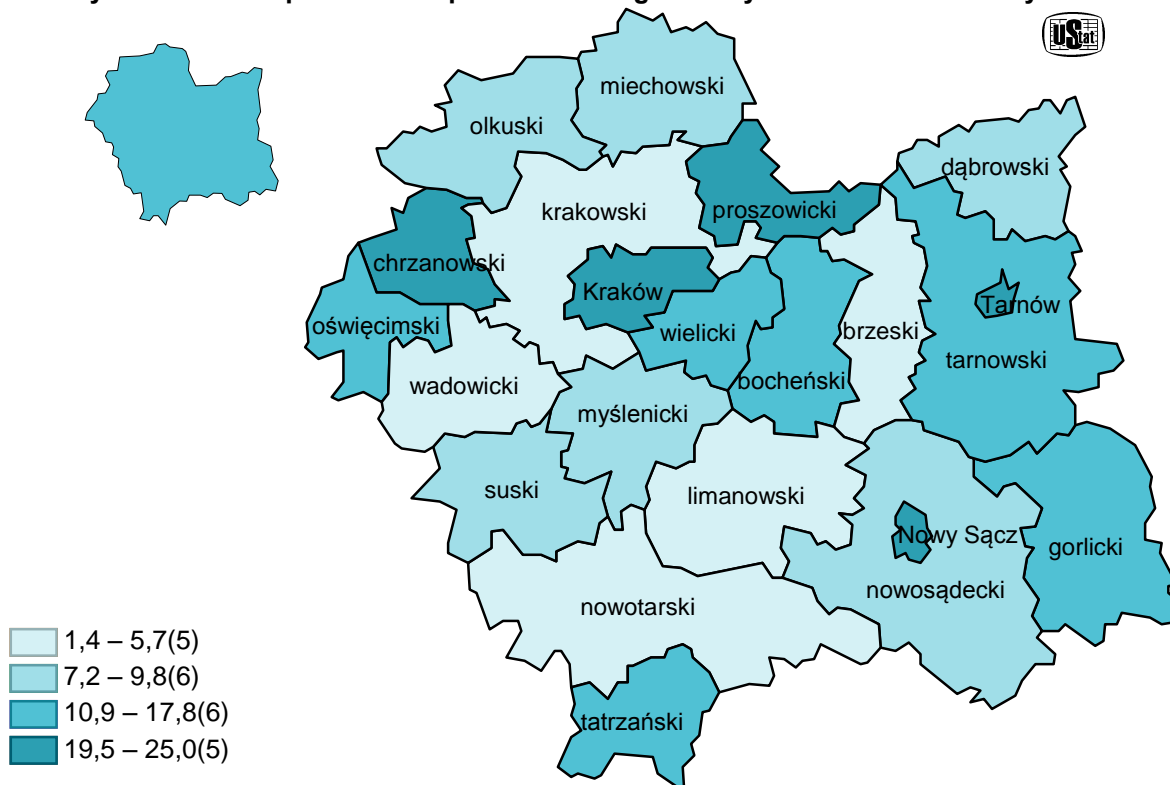 UStat
miechowski
olkuski
dąbrowski
krakowski
proszowicki
chrzanowski
Kraków
Tarnów
oświęcimski
wielicki
brzeski
tarnowski
wadowicki
bocheński
myślenicki
suski
limanowski
Nowy Sącz
gorlicki
nowosądecki
nowotarski
tatrzański
1,4 – 5,7(5)
7,2 – 9,8(6)
10,9 – 17,8(6)
19,5 – 25,0(5)